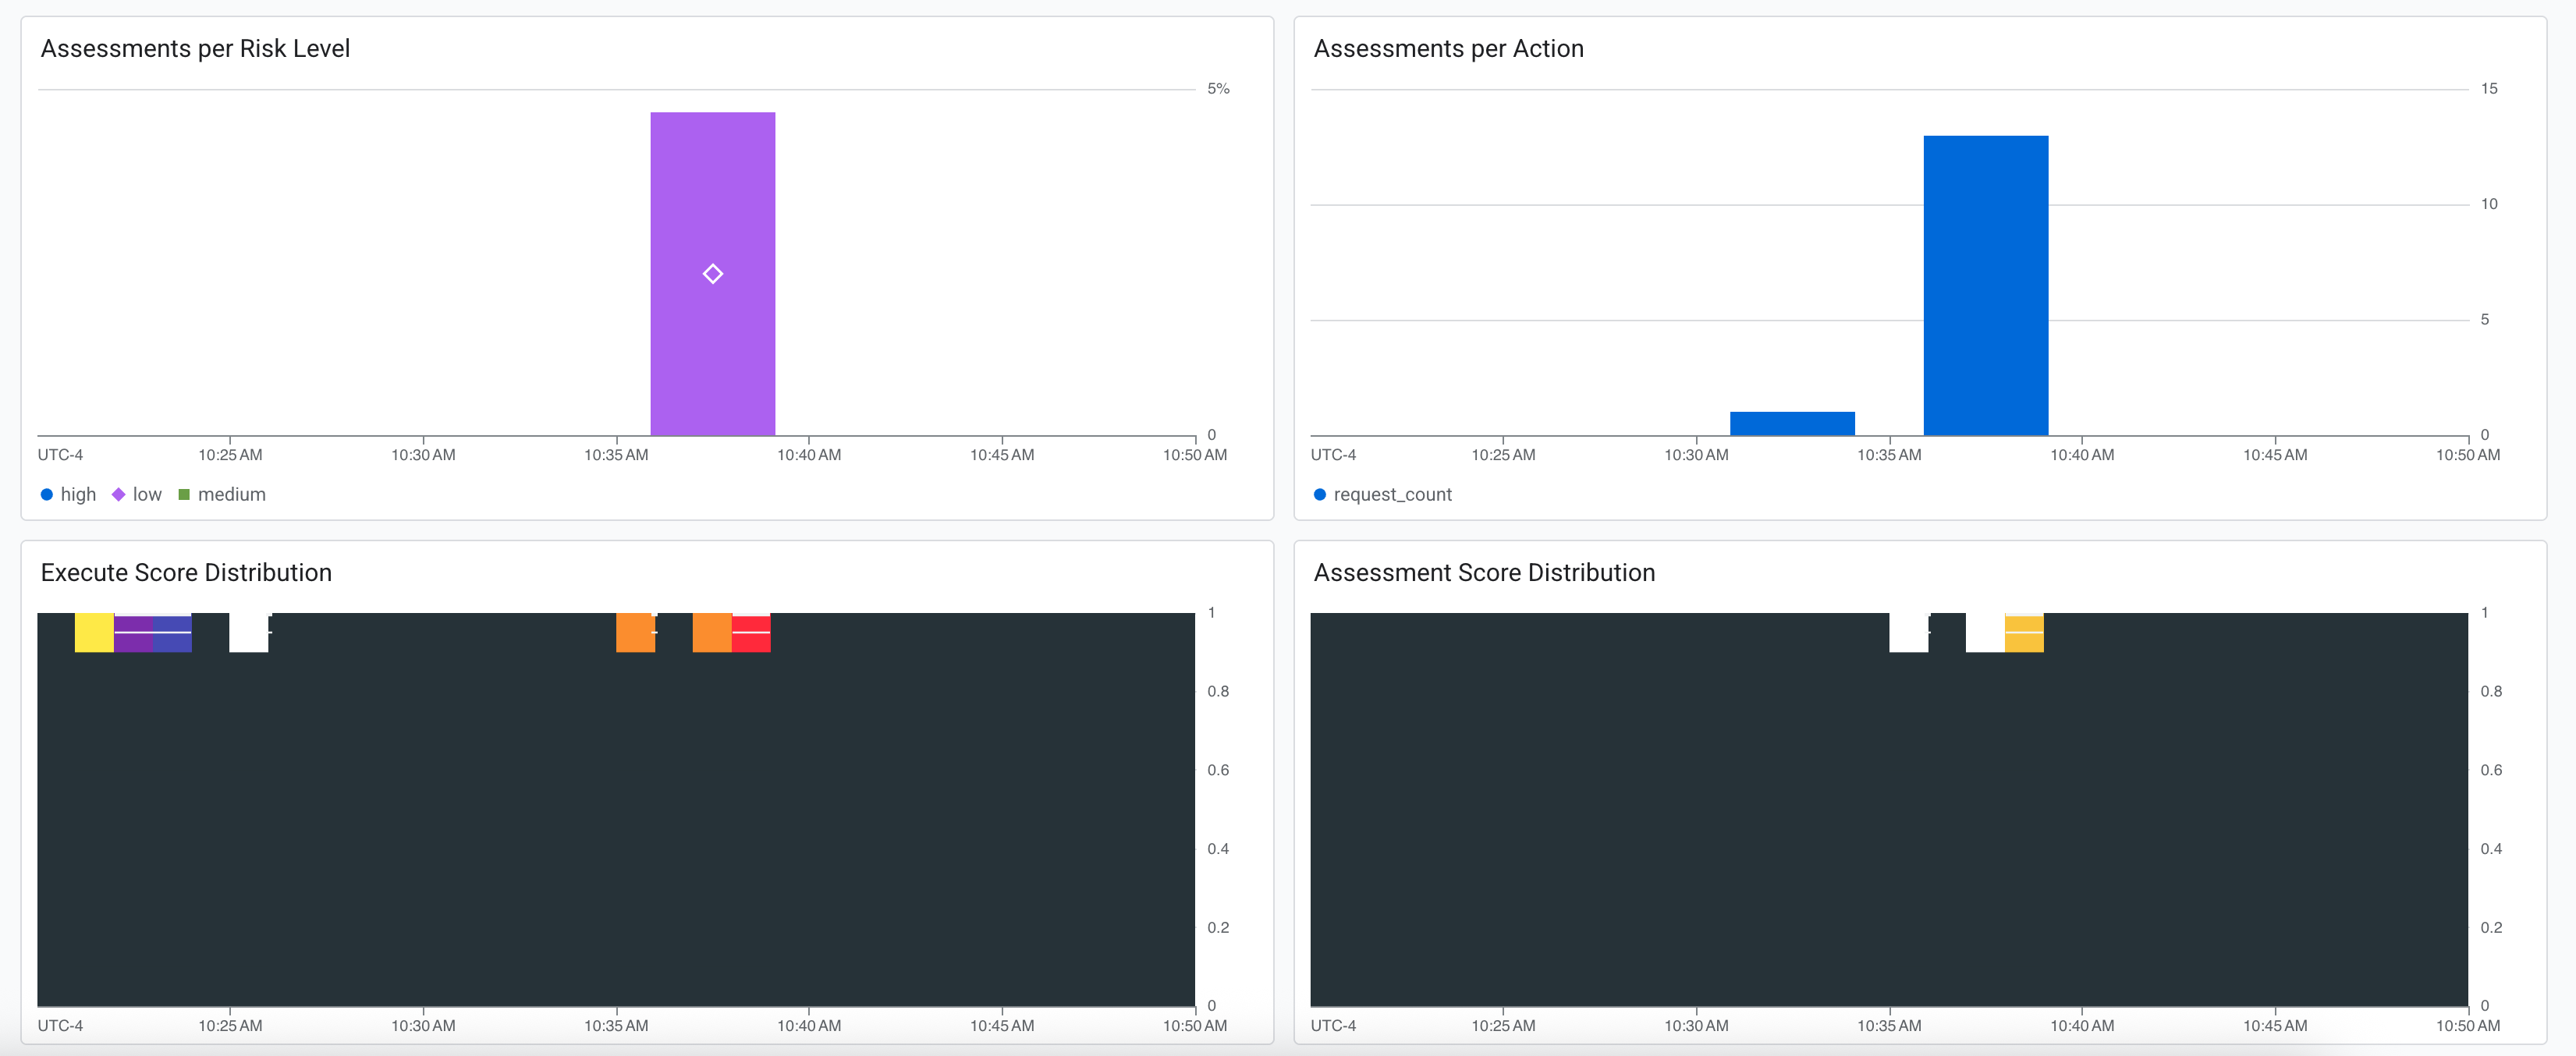 Assessments per Risk Level
5%
0
UTC-4 10:25 AM 10:30 AM 10:35 AM 10:40 AM 10:45 AM 10:50 AM
high low medium
Assessments per Action
15
10
5
0
UTC-4 10:25 AM 10:30 AM 10:35 AM 10:40 AM 10:45 AM 10:50 AM
request_count
Execute Score Distribution
1
0.8
0.6
0.4
0.2
0
UTC-4 10:25 AM 10:30 AM 10:35 AM 10:40 AM 10:45 AM 10:50 AM
Assessment Score Distribution
1
0.8
0.6
0.4
0.2
0
UTC-4 10:25 AM 10:30 AM 10:35 AM 10:40 AM 10:45 AM 10:50 AM